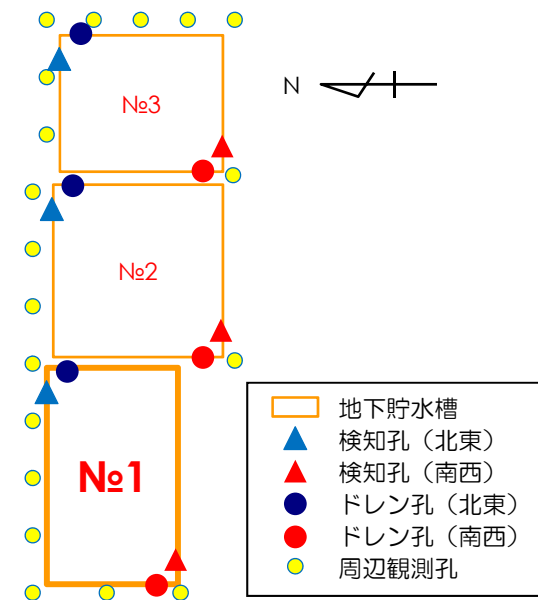 N
№3
№2
№1
地下貯水槽
検知孔（北東）
検知孔（南西）
ドレン孔（北東）
ドレン孔（南西）
周辺観測孔